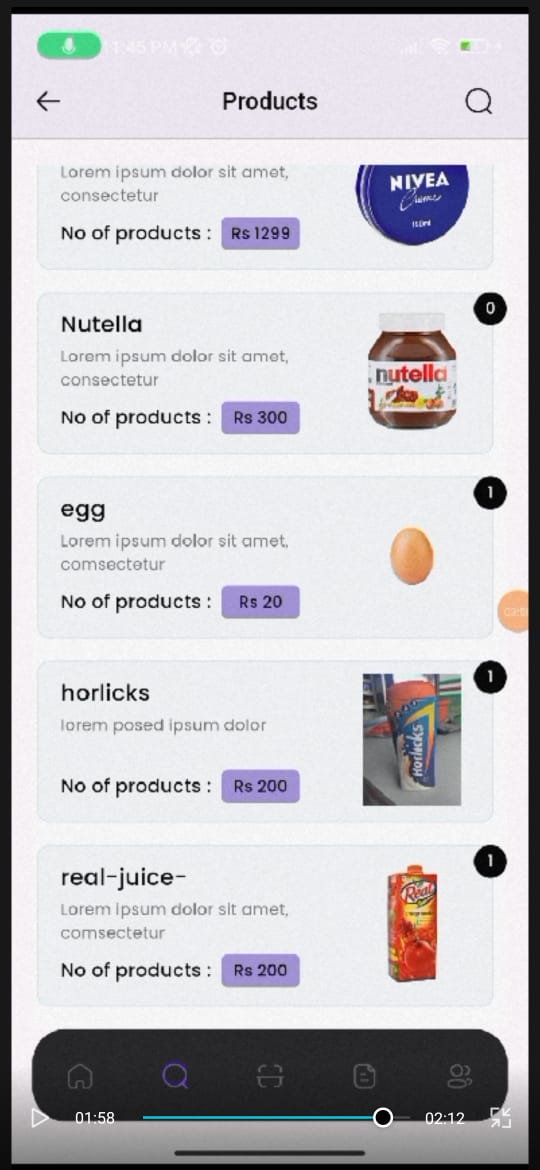 11:45 PM
Products
Lorem ipsum dolor sit amet,
consectetur
No of products : Rs 1299
NIVEA
Creme
150ml
0
Nutella
Lorem ipsum dolor sit amet,
consectetur
No of products : Rs 300
nutella
1
egg
Lorem ipsum dolor sit amet,
comsectetur
No of products : Rs 20
1
horlicks
lorem posed ipsum dolor
No of products : Rs 200
HORLICKS
1
real-juice-
Lorem ipsum dolor sit amet,
comsectetur
No of products : Rs 200
Real
01:58
02:12